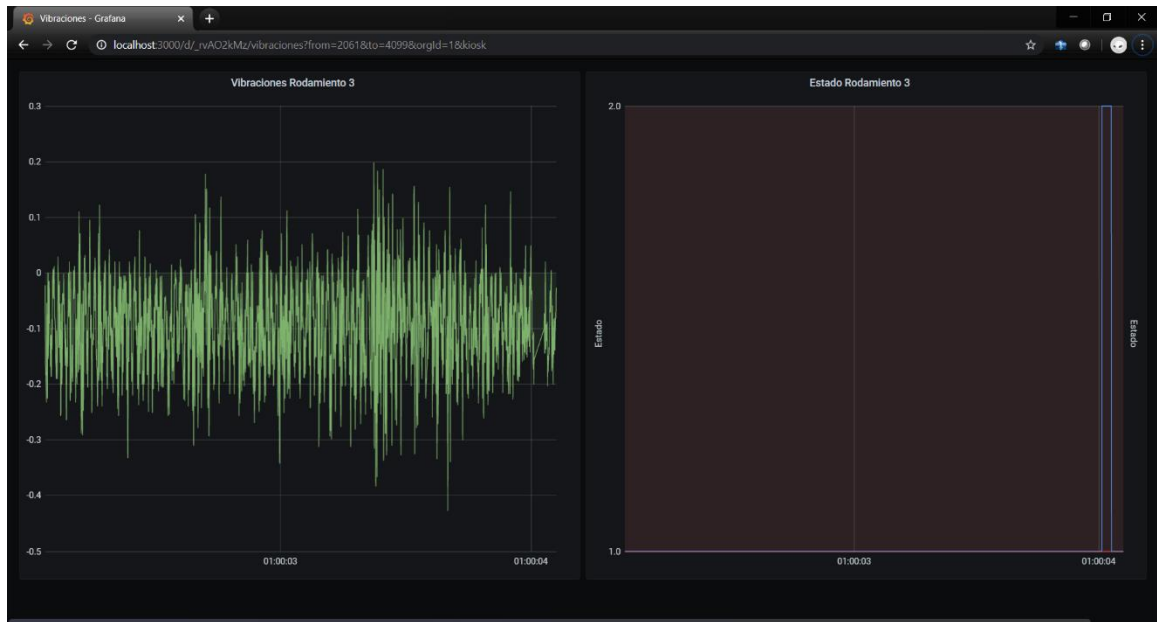 Vibraciones - Grafana
localhost:3000/d/_rvAO2kMz/vibraciones?from=2061&to=4099&orgId=1&kiosk
Vibraciones Rodamiento 3
0.3
0.2
0.1
0
-0.1
-0.2
-0.3
-0.4
-0.5
01:00:03
01:00:04
Estado Rodamiento 3
2.0
Estado
Estado
1.0
01:00:03
01:00:04